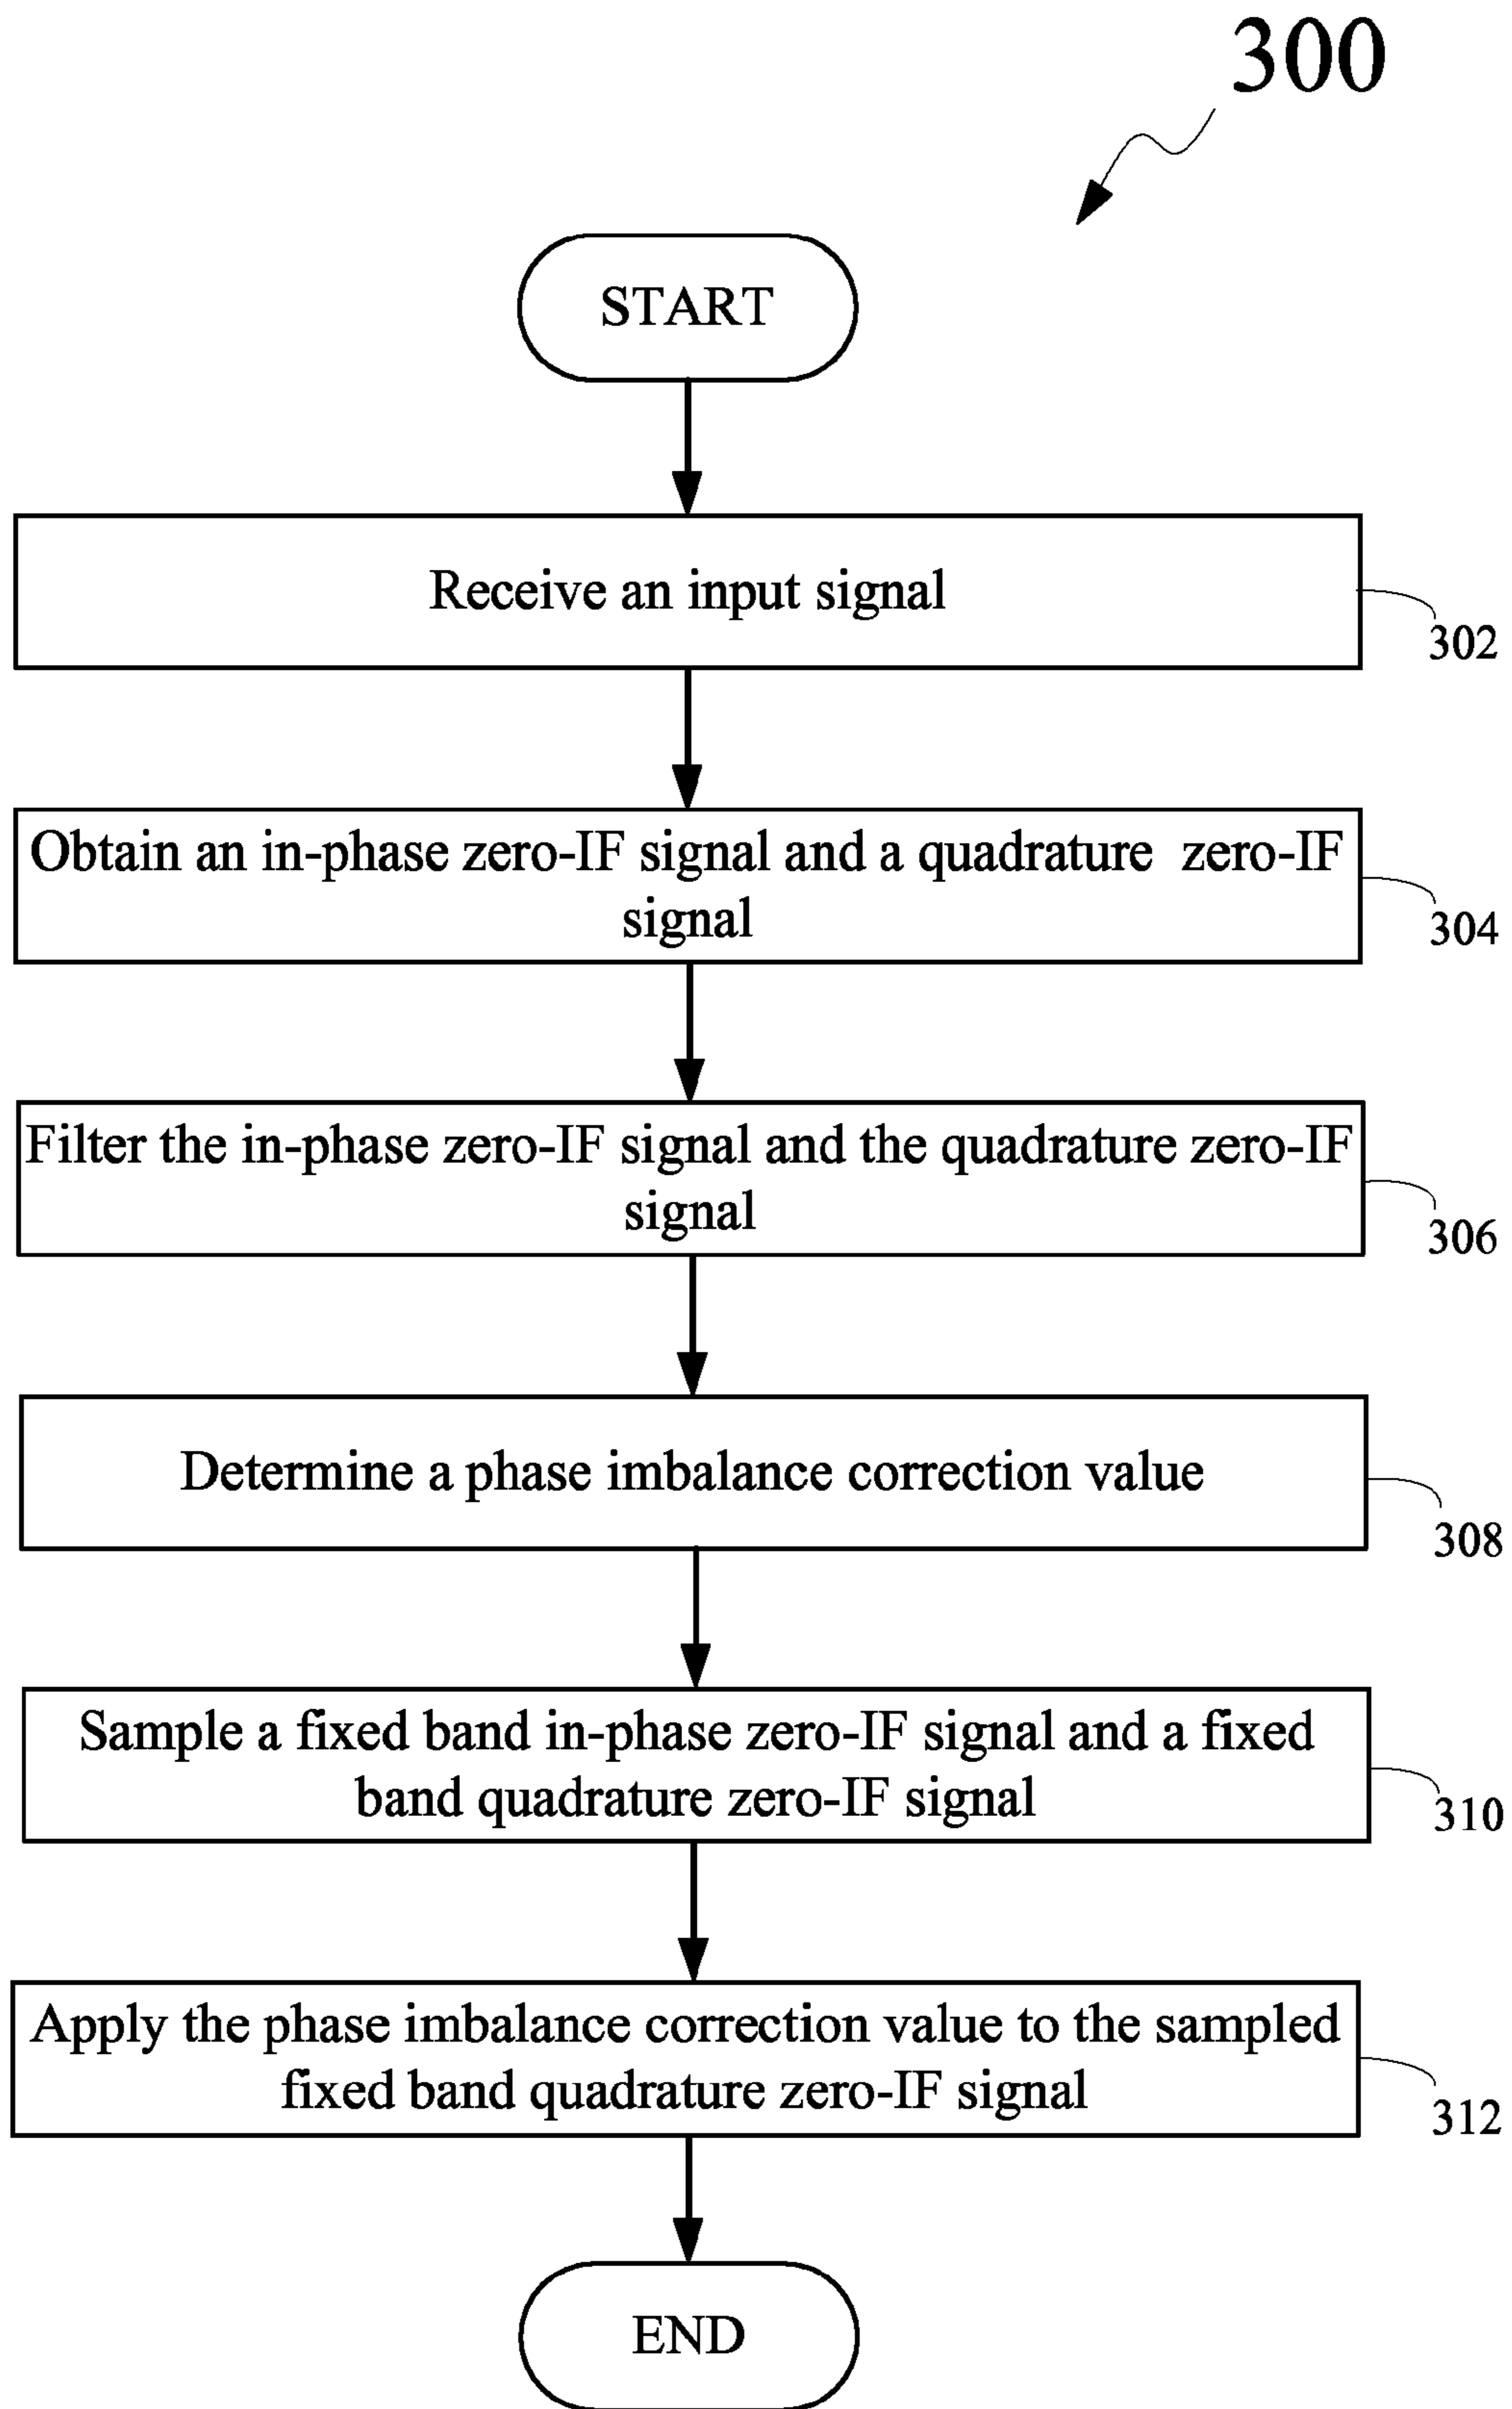 300
START
Receive an input signal
302
Obtain an in-phase zero-IF signal and a quadrature zero-IF
signal
304
Filter the in-phase zero-IF signal and the quadrature zero-IF
signal
306
Determine a phase imbalance correction value
308
Sample a fixed band in-phase zero-IF signal and a fixed
band quadrature zero-IF signal
310
Apply the phase imbalance correction value to the sampled
fixed band quadrature zero-IF signal
312
END